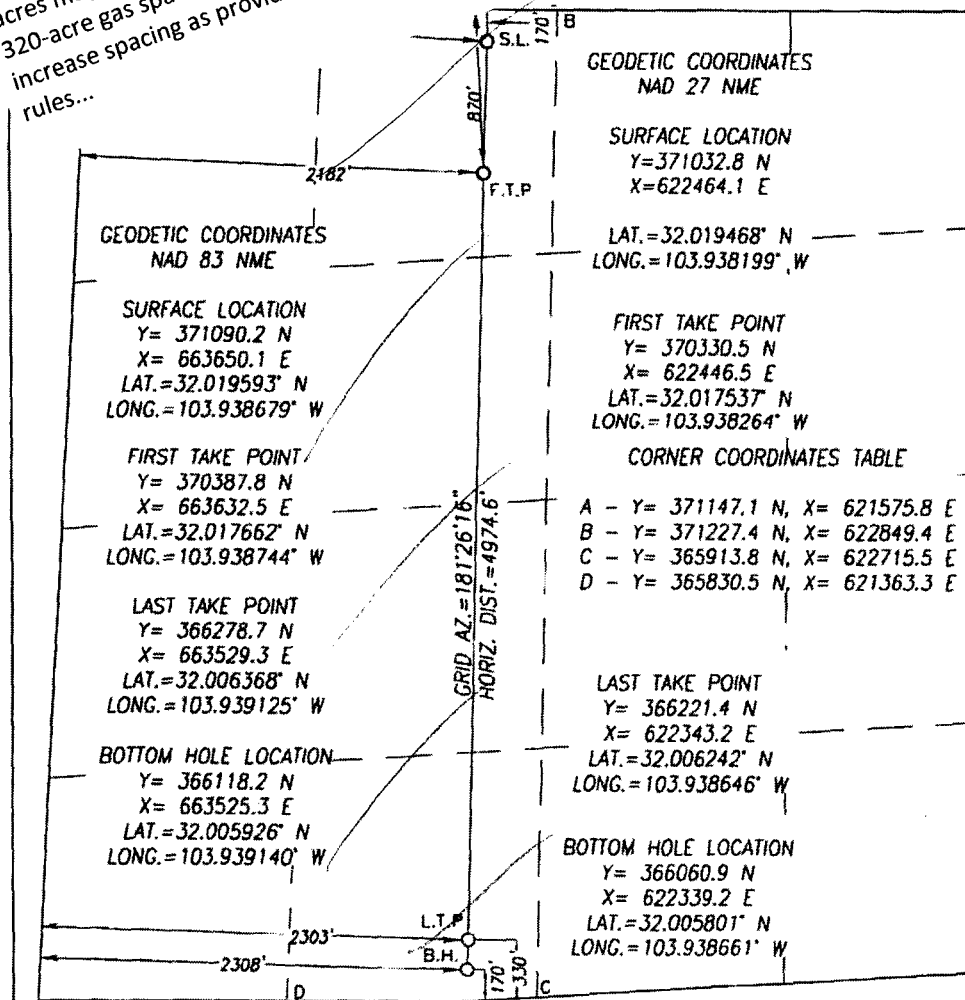 acres
320-acre gas
increase spacing as
rules...
170'
B
S.L.
870'
2182'
F.T.P
GEODETIC COORDINATES
NAD 83 NME
SURFACE LOCATION
Y= 371090.2 N
X= 663650.1 E
LAT.=32.019593° N
LONG.=103.938679° W
FIRST TAKE POINT
Y= 370387.8 N
X= 663632.5 E
LAT.=32.017662° N
LONG.=103.938744° W
LAST TAKE POINT
Y= 366278.7 N
X= 663529.3 E
LAT.=32.006368° N
LONG.=103.939125° W
BOTTOM HOLE LOCATION
Y= 366118.2 N
X= 663525.3 E
LAT.=32.005926° N
LONG.=103.939140° W
GRID AZ.=181°26'16"
HORIZ. DIST.=4974.6'
GEODETIC COORDINATES
NAD 27 NME
SURFACE LOCATION
Y=371032.8 N
X=622464.1 E
LAT.=32.019468° N
LONG.=103.938199° W
FIRST TAKE POINT
Y= 370330.5 N
X= 622446.5 E
LAT.=32.017537° N
LONG.=103.938264° W
CORNER COORDINATES TABLE
A - Y= 371147.1 N, X= 621575.8 E
B - Y= 371227.4 N, X= 622849.4 E
C - Y= 365913.8 N, X= 622715.5 E
D - Y= 365830.5 N, X= 621363.3 E
LAST TAKE POINT
Y= 366221.4 N
X= 622343.2 E
LAT.=32.006242° N
LONG.=103.938646° W
BOTTOM HOLE LOCATION
Y= 366060.9 N
X= 622339.2 E
LAT.=32.005801° N
LONG.=103.938661° W
L.T.P
2303'
B.H.
2308'
170'
330'
D
C